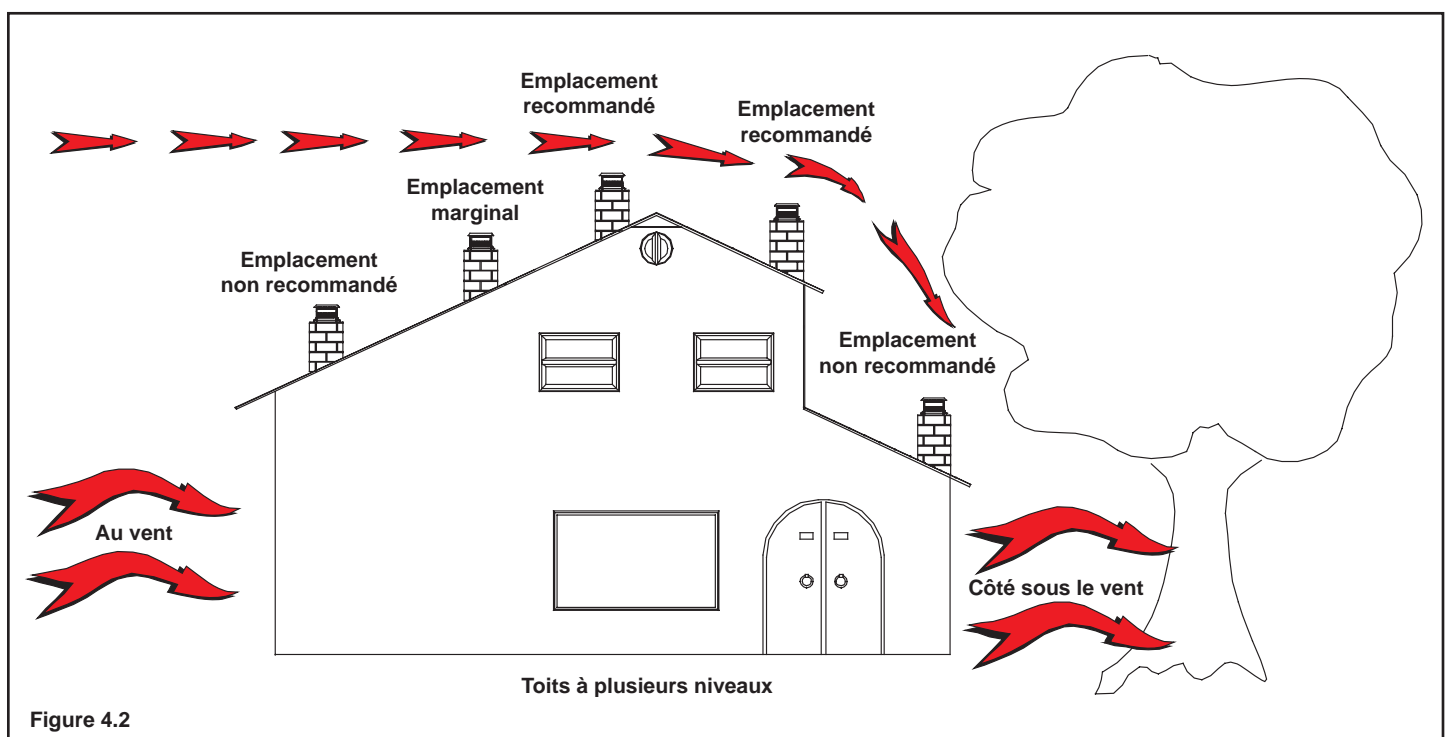 Emplacement
recommandé
Emplacement
recommandé
Emplacement
marginal
Emplacement
non recommandé
Emplacement
non recommandé
Au vent
Côté sous le vent
Toits à plusieurs niveaux
Figure 4.2